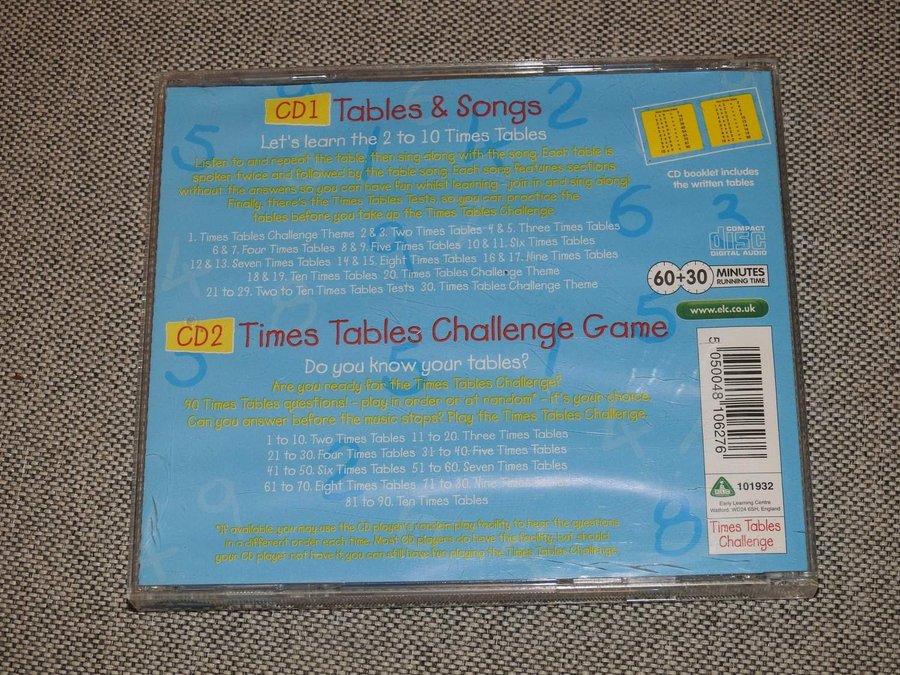 CD1 Tables & Songs
Let's learn the 2 to 10 Times Tables
Listen to and repeat the table, then sing along with the song. Each table is
spoken twice and followed by the table song. Each song features sections
without the answers so you can have fun whilst learning - join in and sing along!
Finally, there's the Times Tables Tests, so you can practice the
tables before you take up the Times Tables Challenge.
1. Times Tables Challenge Theme 2 & 3. Two Times Tables 4 & 5. Three Times Tables
6 & 7. Four Times Tables 8 & 9. Five Times Tables 10 & 11. Six Times Tables
12 & 13. Seven Times Tables 14 & 15. Eight Times Tables 16 & 17. Nine Times Tables
18 & 19. Ten Times Tables 20. Times Tables Challenge Theme
21 to 29. Two to Ten Times Tables Tests 30. Times Tables Challenge Theme
CD booklet includes
the written tables
COMPACT
disc
DIGITAL AUDIO
60+30 MINUTES
RUNNING TIME
www.elc.co.uk
CD2 Times Tables Challenge Game
Do you know your tables?
Are you ready for the Times Tables Challenge?
90 Times Tables questions! - play in order or at random* - it's your choice.
Can you answer before the music stops? Play the Times Tables Challenge.
1 to 10. Two Times Tables 11 to 20. Three Times Tables
21 to 30. Four Times Tables 31 to 40. Five Times Tables
41 to 50. Six Times Tables 51 to 60. Seven Times Tables
61 to 70. Eight Times Tables 71 to 80. Nine Times Tables
81 to 90. Ten Times Tables
*If available, you may use the CD player's random play facility to hear the questions
in a different order each time. Most CD players do have this facility, but should
your CD player not have it, you can still have fun playing the Times Tables Challenge.
5 050048 106276
101932
Early Learning Centre
Watford, WD24 6SH, England
Times Tables
Challenge